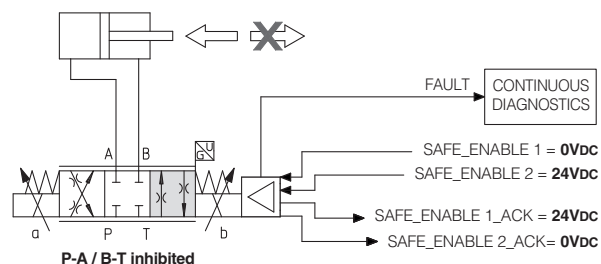 FAULT
CONTINUOUS
DIAGNOSTICS
A B
U
G
SAFE_ENABLE 1 = 0VDC
SAFE_ENABLE 2 = 24VDC
SAFE_ENABLE 1_ACK = 24VDC
SAFE_ENABLE 2_ACK= 0VDC
a P T b
P-A / B-T inhibited